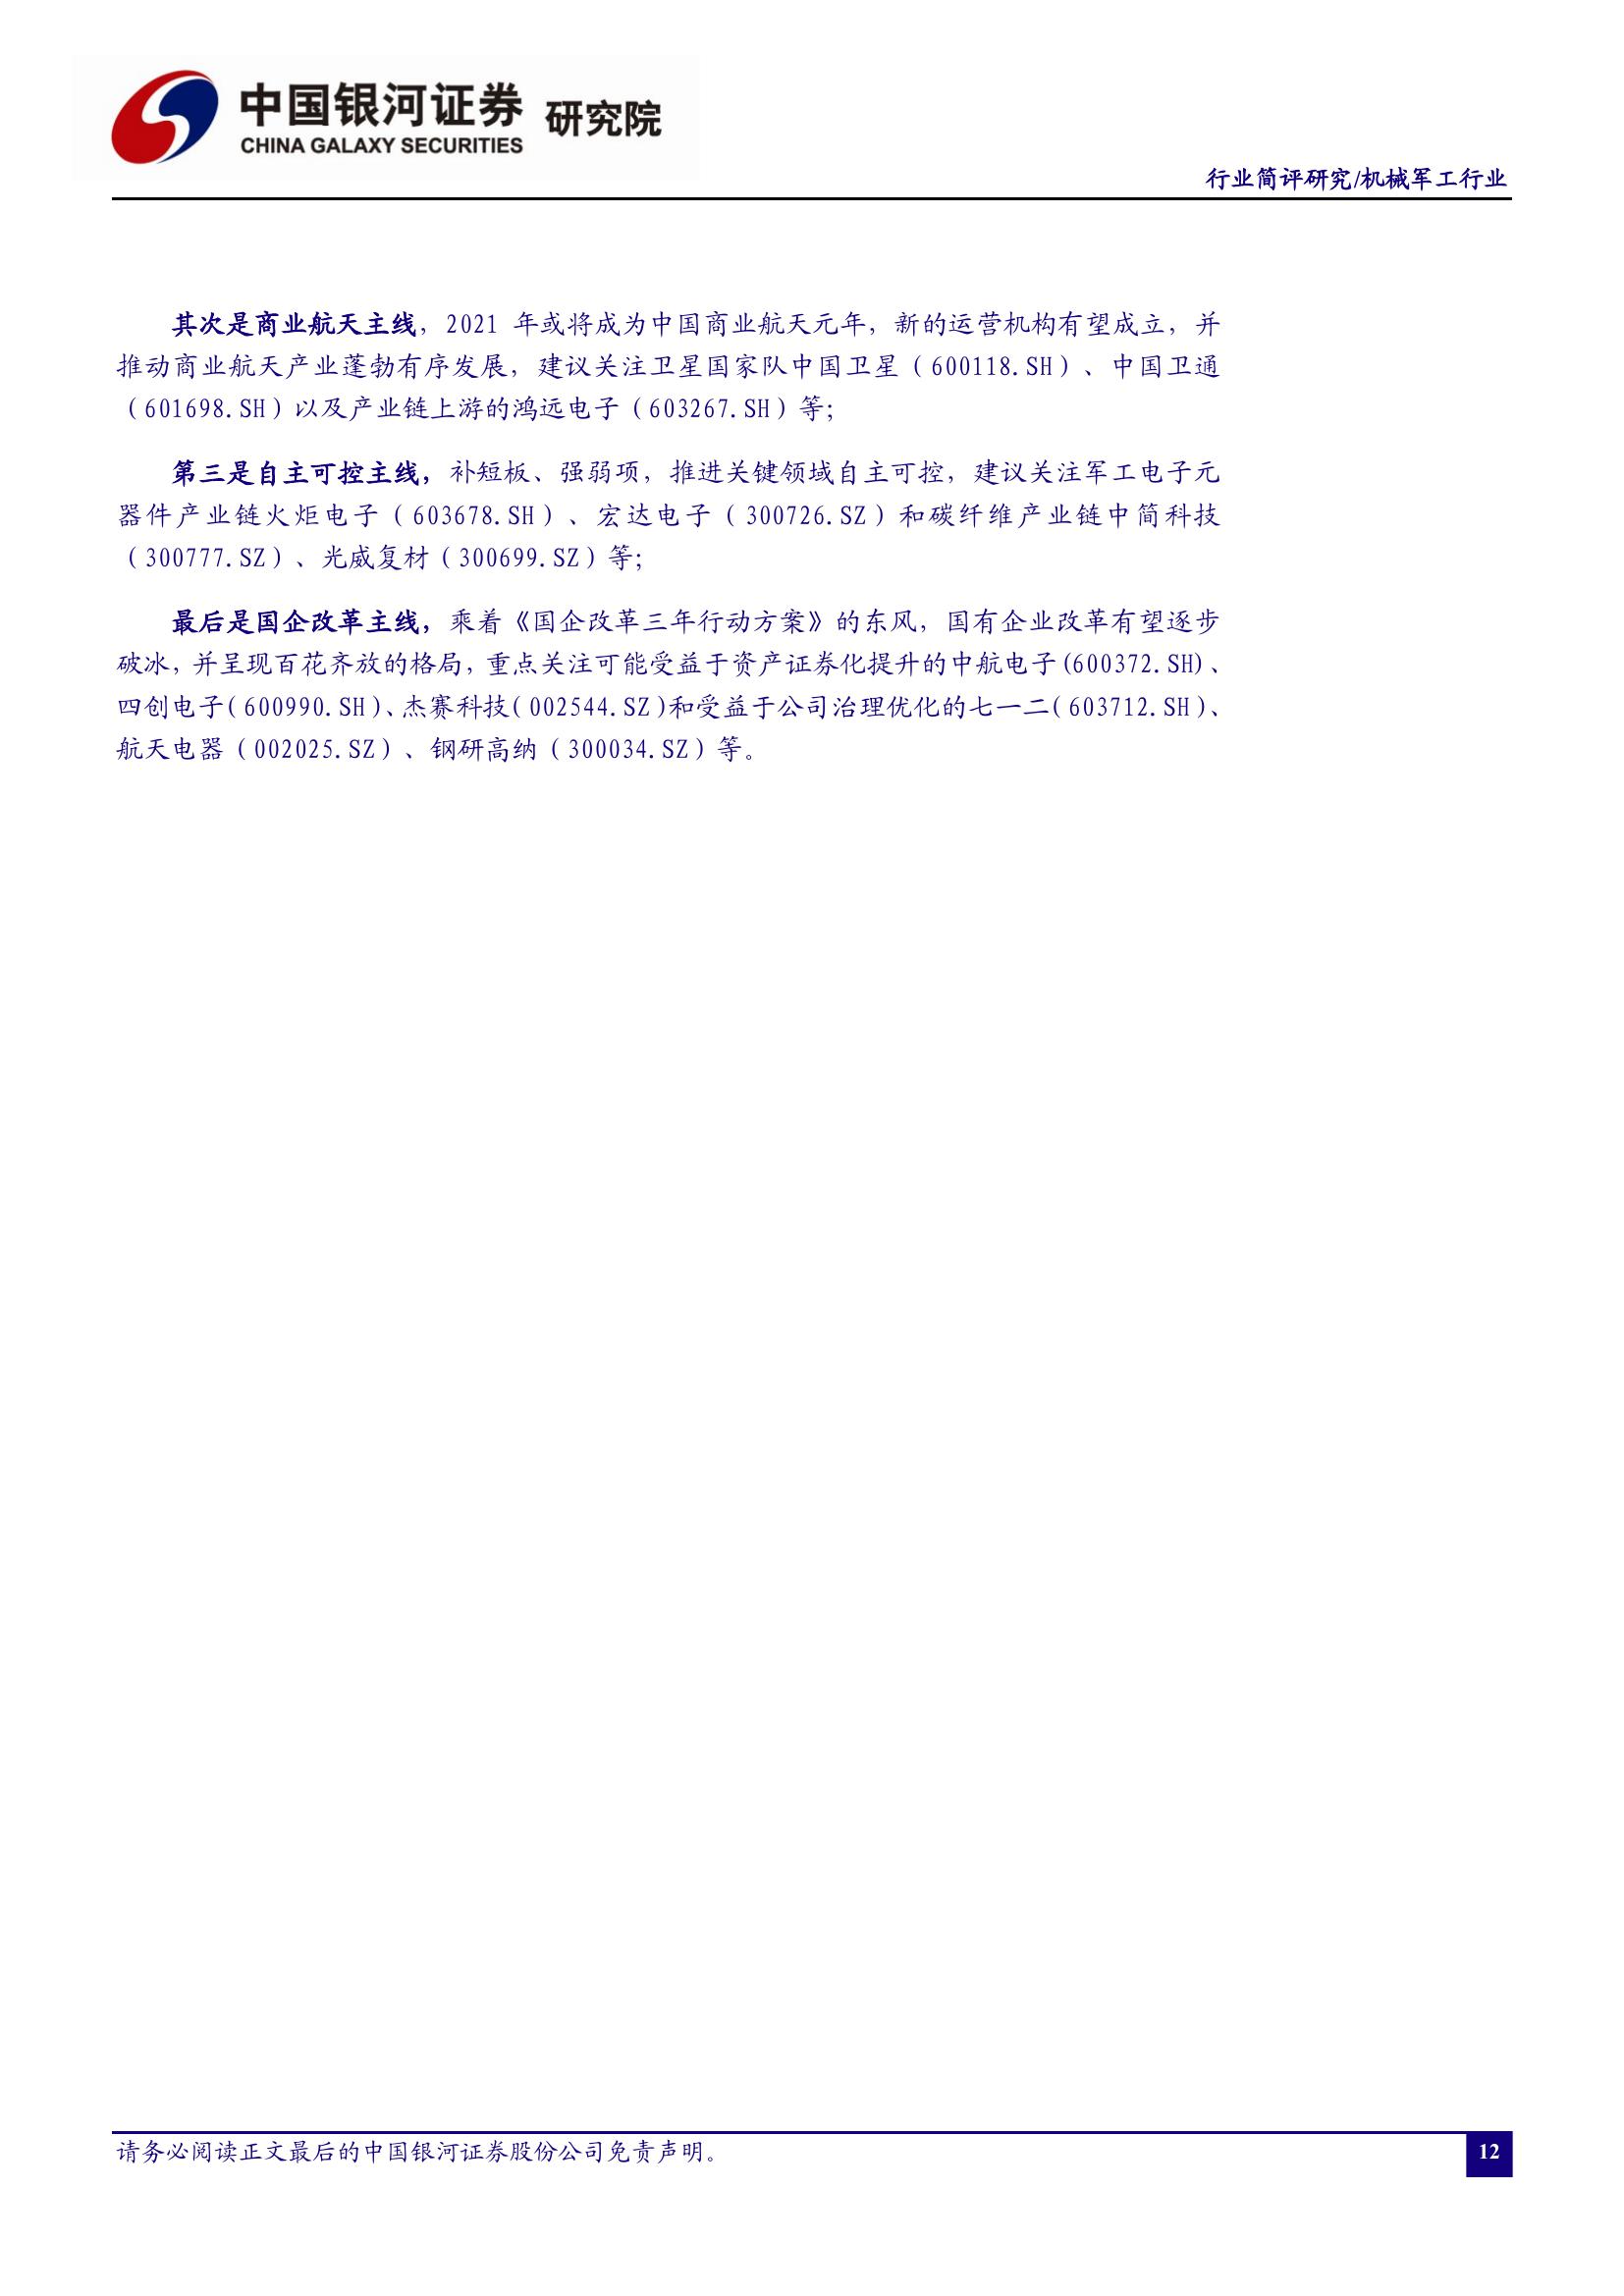 中国银河证券 研究院
CHINA GALAXY SECURITIES
行业简评研究/机械军工行业
其次是商业航天主线，2021 年或将成为中国商业航天元年，新的运营机构有望成立，并
推动商业航天产业蓬勃有序发展，建议关注卫星国家队中国卫星（600118.SH）、中国卫通
（601698.SH）以及产业链上游的鸿远电子（603267.SH）等；
第三是自主可控主线，补短板、强弱项，推进关键领域自主可控，建议关注军工电子元
器件产业链火炬电子（603678.SH）、宏达电子（300726.SZ）和碳纤维产业链中简科技
（300777.SZ）、光威复材（300699.SZ）等；
最后是国企改革主线，乘着《国企改革三年行动方案》的东风，国有企业改革有望逐步
破冰，并呈现百花齐放的格局，重点关注可能受益于资产证券化提升的中航电子(600372.SH)、
四创电子(600990.SH)、杰赛科技(002544.SZ)和受益于公司治理优化的七一二(603712.SH)、
航天电器（002025.SZ）、钢研高纳（300034.SZ）等。
请务必阅读正文最后的中国银河证券股份公司免责声明。
12